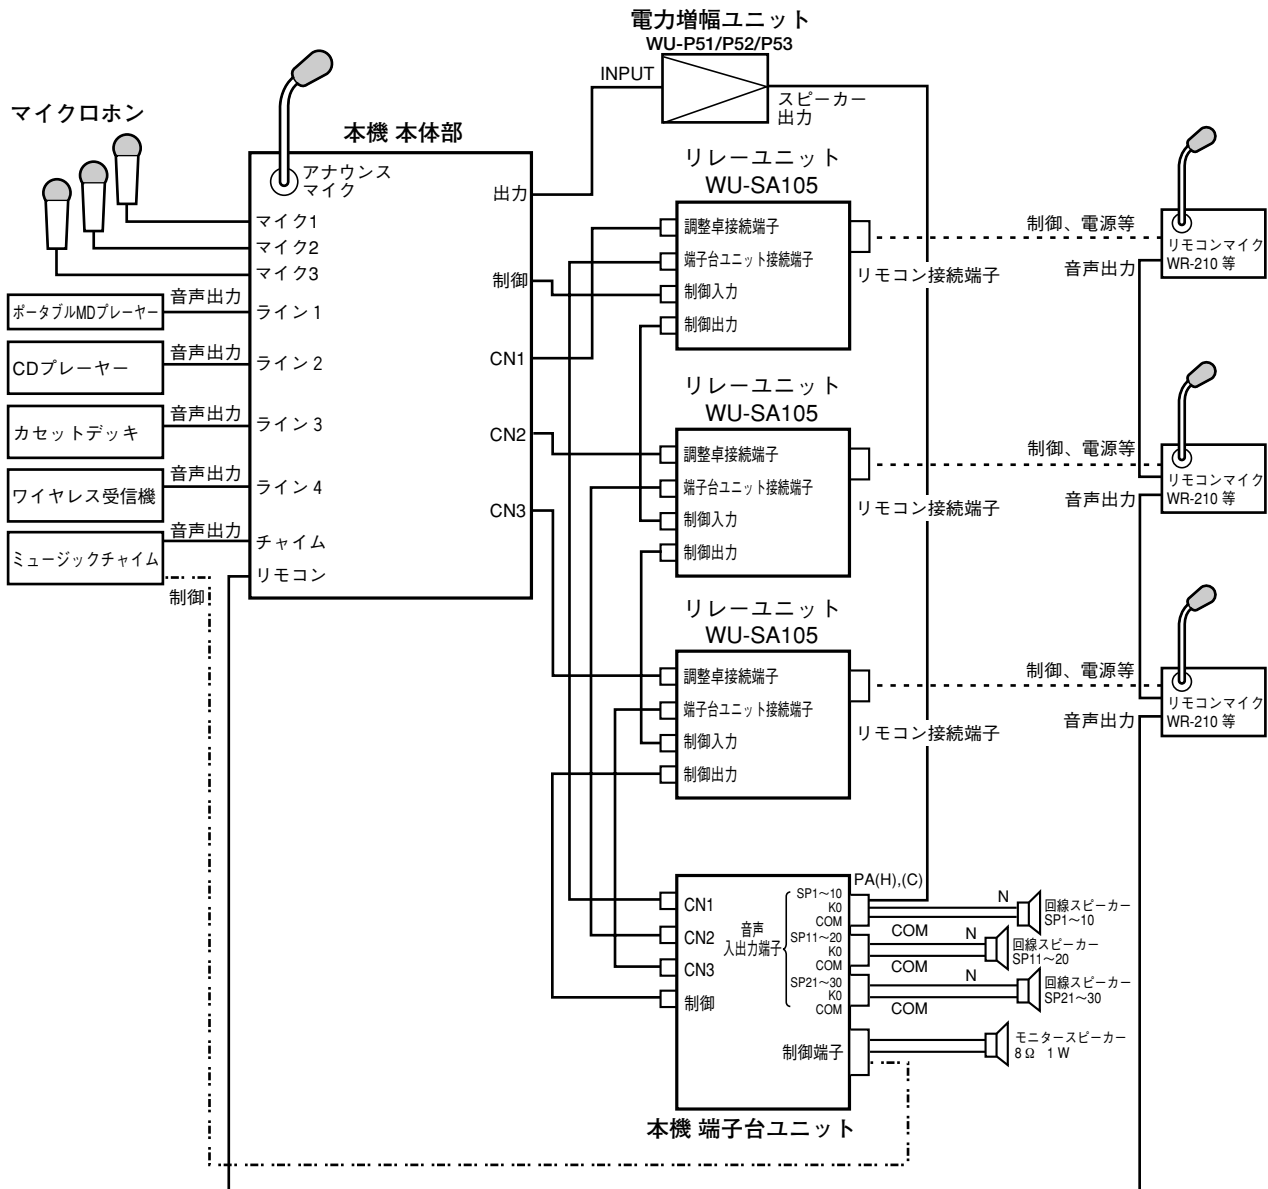 電力増幅ユニット
WU-P51/P52/P53
INPUT
スピーカー
出力
マイクロホン
本機 本体部
アナウンス
マイク
マイク1
マイク2
マイク3
ライン 1
ライン 2
ライン 3
ライン 4
チャイム
リモコン
出力
制御
CN1
CN2
CN3
ポータブルMDプレーヤー
音声出力
CDプレーヤー
音声出力
カセットデッキ
音声出力
ワイヤレス受信機
音声出力
ミュージックチャイム
音声出力
制御
リレーユニット
WU-SA105
調整卓接続端子
端子台ユニット接続端子
制御入力
制御出力
リモコン接続端子
制御、電源等
音声出力
リモコンマイク
WR-210 等
リレーユニット
WU-SA105
調整卓接続端子
端子台ユニット接続端子
制御入力
制御出力
リモコン接続端子
制御、電源等
音声出力
リモコンマイク
WR-210 等
リレーユニット
WU-SA105
調整卓接続端子
端子台ユニット接続端子
制御入力
制御出力
リモコン接続端子
制御、電源等
音声出力
リモコンマイク
WR-210 等
CN1
CN2
CN3
制御
音声
入出力端子
SP1〜10
K0
COM
SP11〜20
K0
COM
SP21〜30
K0
COM
制御端子
PA(H),(C)
N
COM
回線スピーカー
SP1〜10
N
COM
回線スピーカー
SP11〜20
N
COM
回線スピーカー
SP21〜30
モニタースピーカー
8 Ω 1 W
本機 端子台ユニット